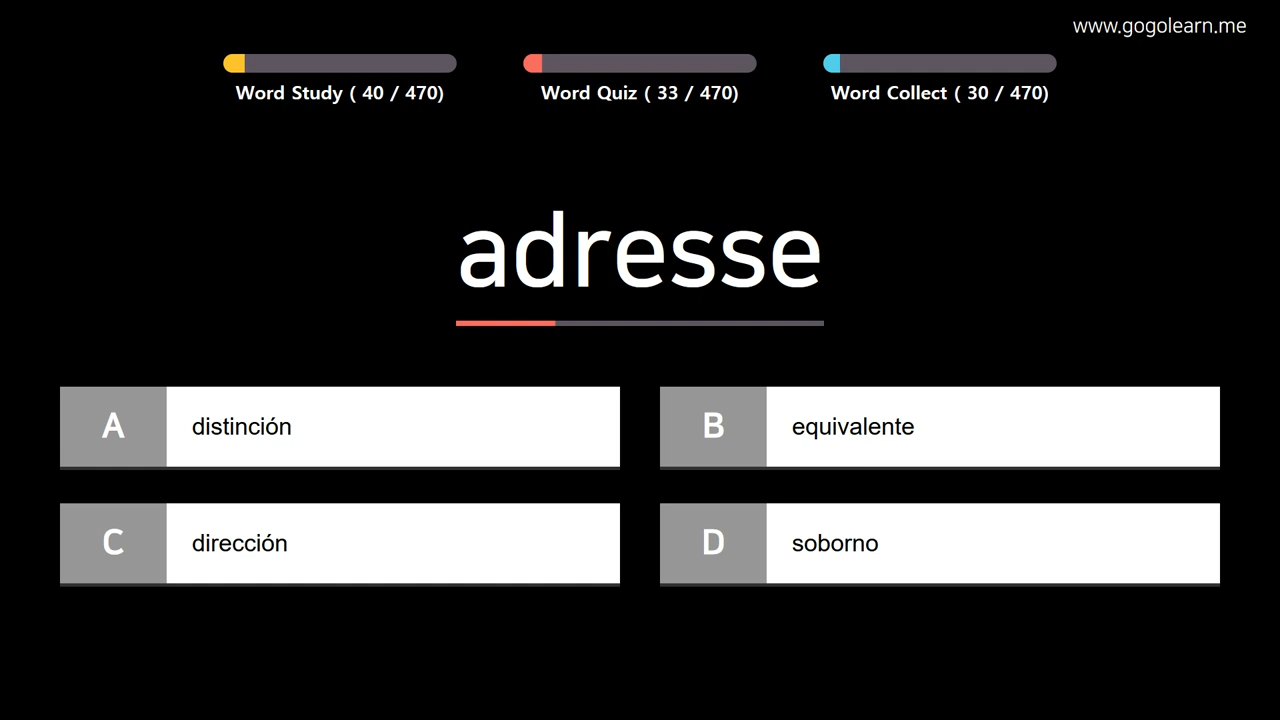 www.gogolearn.me
Word Study ( 40 / 470)
Word Quiz ( 33 / 470)
Word Collect ( 30 / 470)
adresse
A distinción
B equivalente
C dirección
D soborno